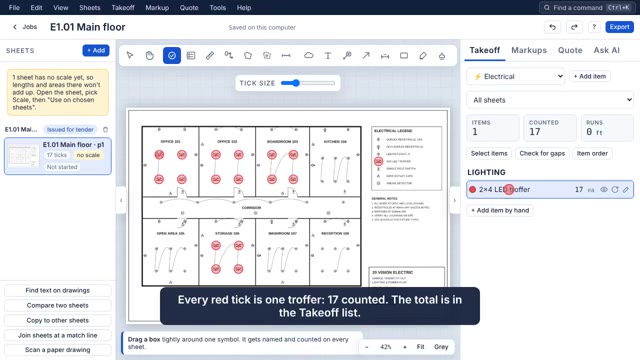 File
Edit
View
Sheets
Takeoff
Markup
Quote
Tools
Help
Find a command
Ctrl+K
Jobs
E1.01 Main floor
Saved on this computer
?
Export
SHEETS
+ Add
1 sheet has no scale yet, so
lengths and areas there won't
add up. Open the sheet, pick
Scale, then "Use on chosen
sheets".
E1.01 Mai...
Issued for tender
E1.01 Main floor · p1
17 ticks
no scale
Not started
Find text on drawings
Compare two sheets
Copy to other sheets
Join sheets at a match line
Scan a paper drawing
TICK SIZE
OFFICE 101
OFFICE 102
BOARDROOM 103
KITCHEN 104
CORRIDOR
OPEN AREA 105
STORAGE 106
WASHROOM 107
RECEPTION 108
ELECTRICAL LEGEND
GENERAL NOTES
2D VISION ELECTRIC
Drag a box tightly around one symbol. It gets named and counted on every
sheet.
− 42% + Fit Grey
Takeoff
Markups
Quote
Ask AI
Electrical
+ Add item
All sheets
ITEMS
1
COUNTED
17
RUNS
0 ft
Select items
Check for gaps
Item order
LIGHTING
2×4 LED troffer
17 ea
+ Add item by hand
Every red tick is one troffer: 17 counted. The total is in
the Takeoff list.